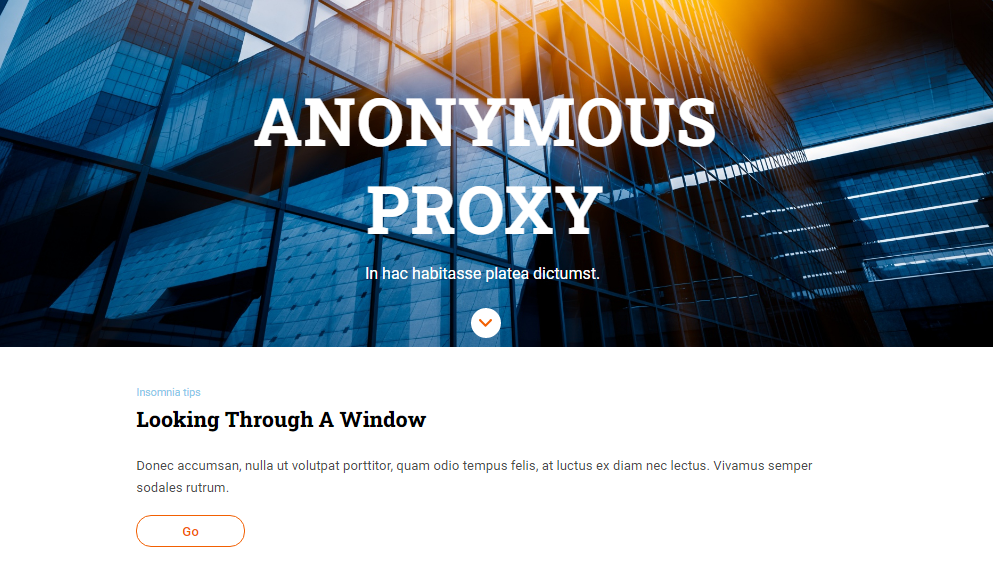 ANONYMOUS
PROXY
In hac habitasse platea dictumst.
Insomnia tips
Looking Through A Window
Donec accumsan, nulla ut volutpat porttitor, quam odio tempus felis, at luctus ex diam nec lectus. Vivamus semper
sodales rutrum.
Go